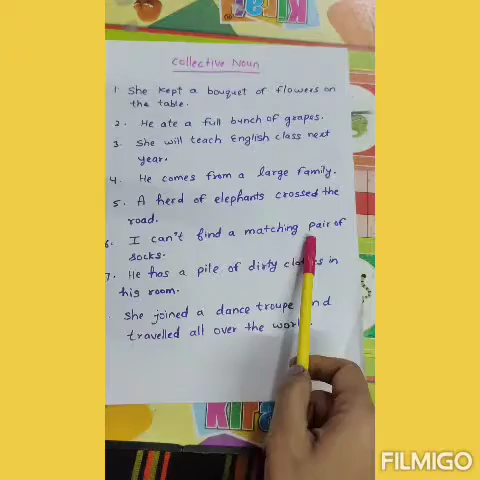 Collective Noun
1. She kept a bouquet of flowers on
the table.
2. He ate a full bunch of grapes.
3. She will teach English class next
year.
4. He comes from a large family.
5. A herd of elephants crossed the
road.
6. I can't find a matching pair of
socks.
7. He has a pile of dirty in
his room.
She joined a dance troupe and
travelled all over the world.
FILMIGO